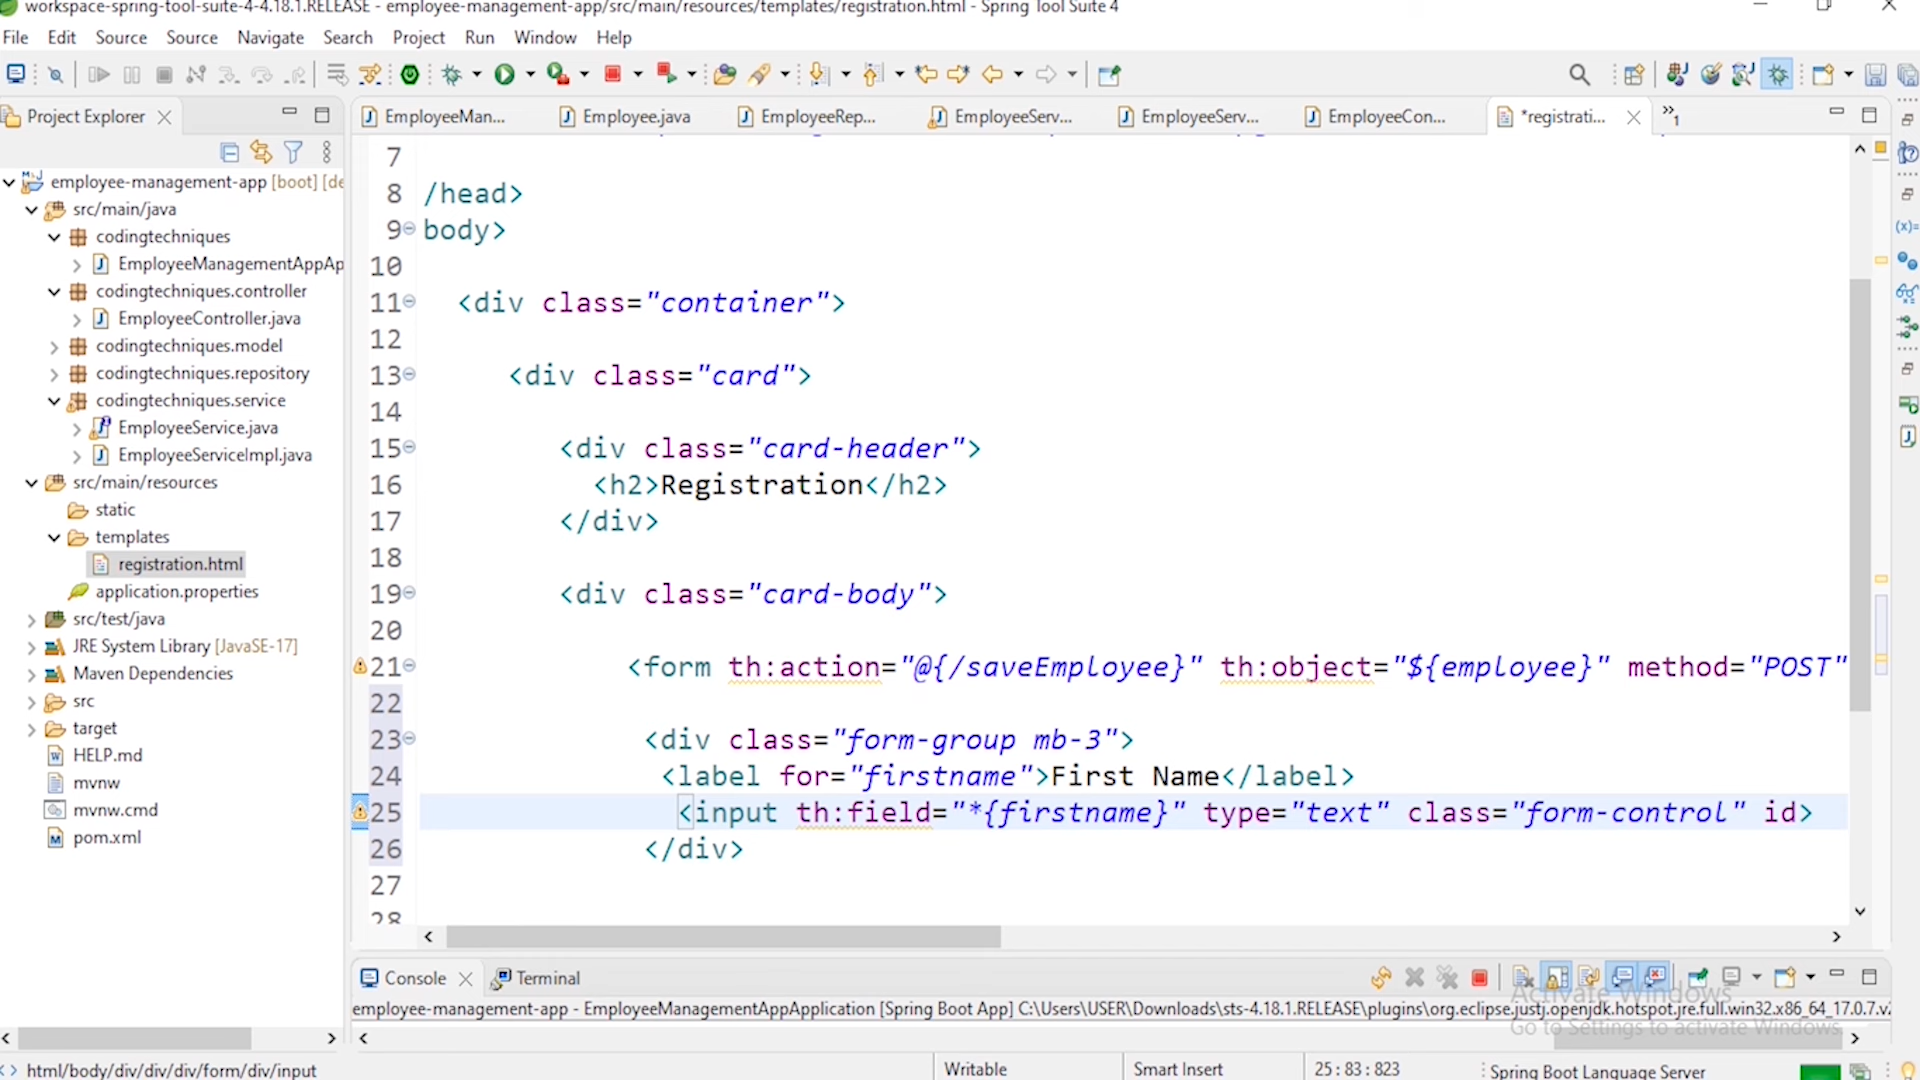 workspace-spring-tool-suite-4-4.18.1.RELEASE - employee-management-app/src/main/resources/templates/registration.html - Spring Tool Suite 4
File Edit Source Source Navigate Search Project Run Window Help
Project Explorer
EmployeeMan...
Employee.java
EmployeeRep...
EmployeeServ...
EmployeeServ...
EmployeeCon...
*registrati...
»1
employee-management-app [boot] [de
src/main/java
codingtechniques
EmployeeManagementAppAp
codingtechniques.controller
EmployeeController.java
codingtechniques.model
codingtechniques.repository
codingtechniques.service
EmployeeService.java
EmployeeServiceImpl.java
src/main/resources
static
templates
registration.html
application.properties
src/test/java
JRE System Library [JavaSE-17]
Maven Dependencies
src
target
HELP.md
mvnw
mvnw.cmd
pom.xml
7
8 /head>
9 body>
10
11 <div class="container">
12
13 <div class="card">
14
15 <div class="card-header">
16 <h2>Registration</h2>
17 </div>
18
19 <div class="card-body">
20
21 <form th:action="@{/saveEmployee}" th:object="${employee}" method="POST"
22
23 <div class="form-group mb-3">
24 <label for="firstname">First Name</label>
25 <input th:field="*{firstname}" type="text" class="form-control" id>
26 </div>
27
28
Console
Terminal
employee-management-app - EmployeeManagementAppApplication [Spring Boot App] C:\Users\USER\Downloads\sts-4.18.1.RELEASE\plugins\org.eclipse.justj.openjdk.hotspot.jre.full.win32.x86_64_17.0.7.v
Activate Windows
Go to Settings to activate Windows.
html/body/div/div/div/form/div/input
Writable
Smart Insert
25 : 83 : 823
Spring Boot Language Server